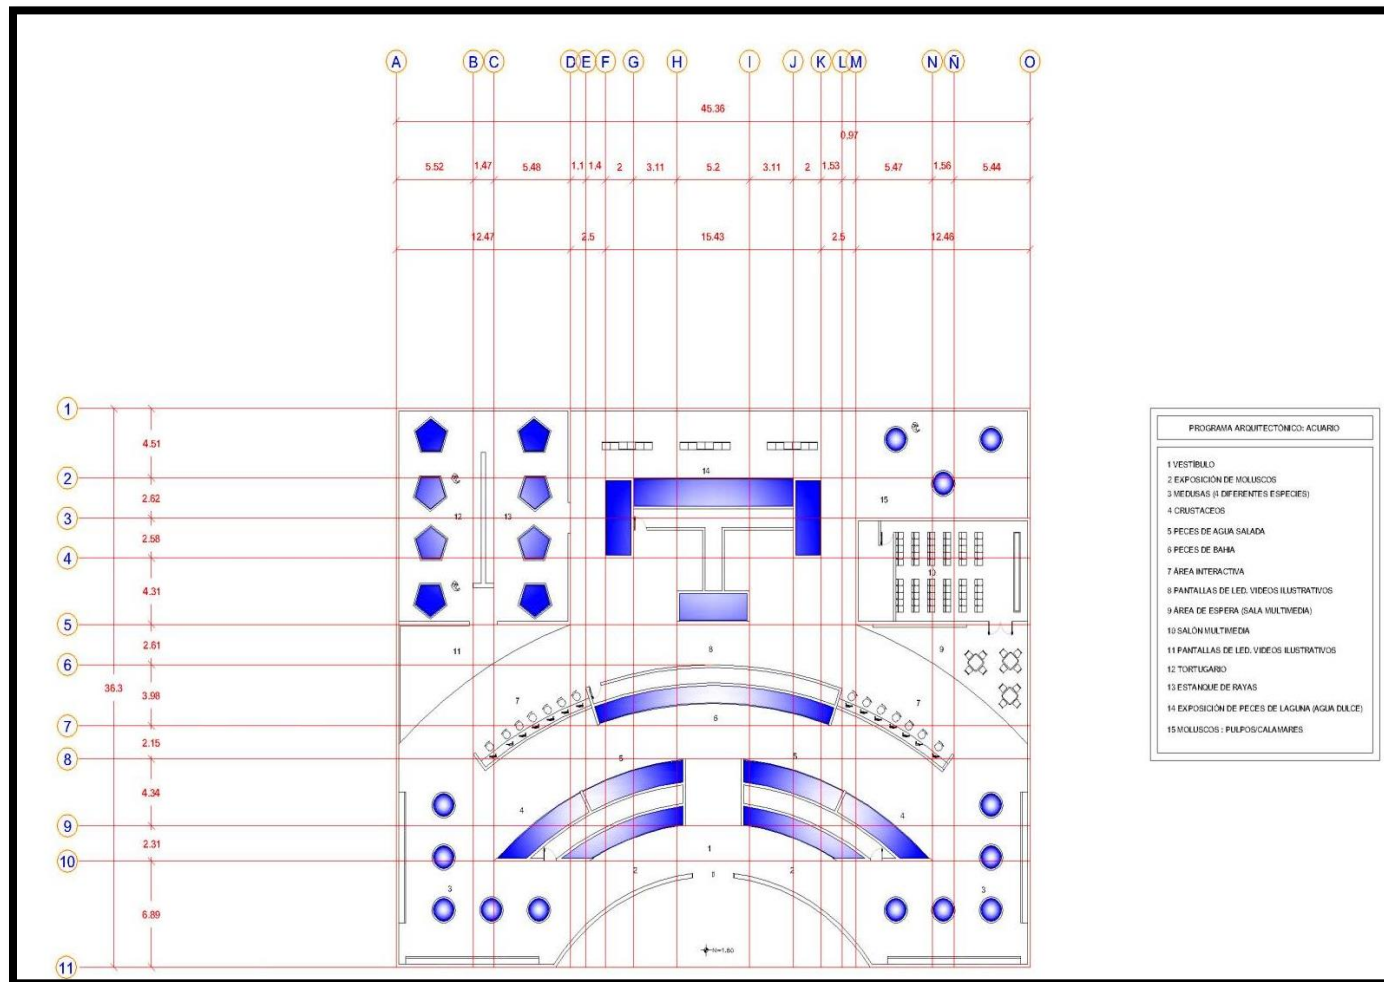 A B C D E F G H I J K L M N Ñ O
45.36
0.97
5.52 1.47 5.48 1.1 1.4 2 3.11 5.2 3.11 2 1.53 5.47 1.56 5.44
12.47 2.5 15.43 2.5 12.46
1
4.51
2
2.62
3
2.58
4
4.31
5
2.61
6
36.3
3.98
7
2.15
8
4.34
9
2.31
10
6.89
11
14
15
12 13
10
11 8 9
7 7
6
5 5
4 4
1
2 2
3 3
N=1.80
PROGRAMA ARQUITECTÓNICO: ACUARIO
1 VESTÍBULO
2 EXPOSICIÓN DE MOLUSCOS
3 MEDUSAS (4 DIFERENTES ESPECIES)
4 CRUSTACEOS
5 PECES DE AGUA SALADA
6 PECES DE BAHIA
7 ÁREA INTERACTIVA
8 PANTALLAS DE LED. VIDEOS ILUSTRATIVOS
9 ÁREA DE ESPERA (SALA MULTIMEDIA)
10 SALÓN MULTIMEDIA
11 PANTALLAS DE LED. VIDEOS ILUSTRATIVOS
12 TORTUGARIO
13 ESTANQUE DE RAYAS
14 EXPOSICIÓN DE PECES DE LAGUNA (AGUA DULCE)
15 MOLUSCOS : PULPOS/CALAMARES